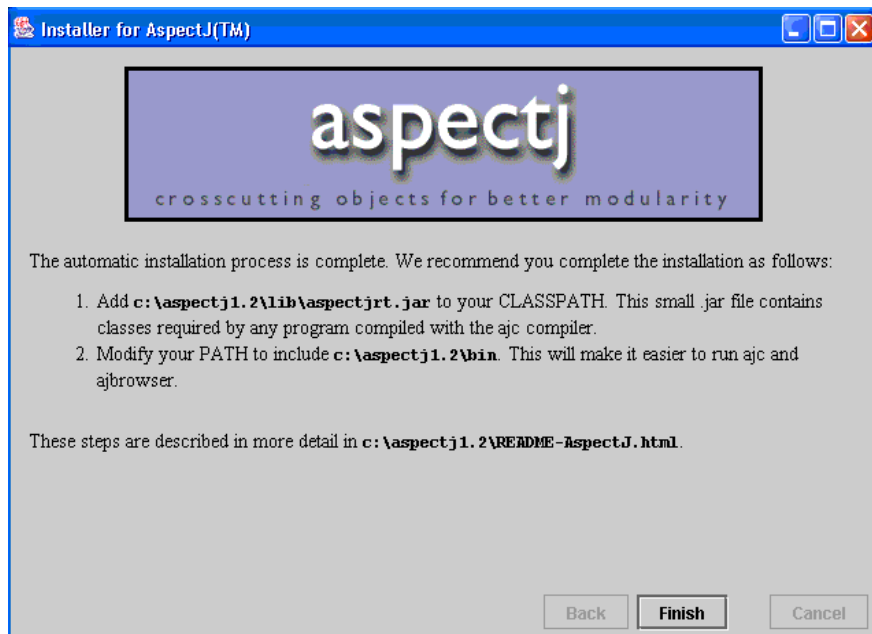 Installer for AspectJ(TM)
aspectj
crosscutting objects for better modularity
The automatic installation process is complete. We recommend you complete the installation as follows:
1. Add c:\aspectj1.2\lib\aspectjrt.jar to your CLASSPATH. This small .jar file contains
classes required by any program compiled with the ajc compiler.
2. Modify your PATH to include c:\aspectj1.2\bin. This will make it easier to run ajc and
ajbrowser.
These steps are described in more detail in c:\aspectj1.2\README-AspectJ.html.
Back Finish Cancel